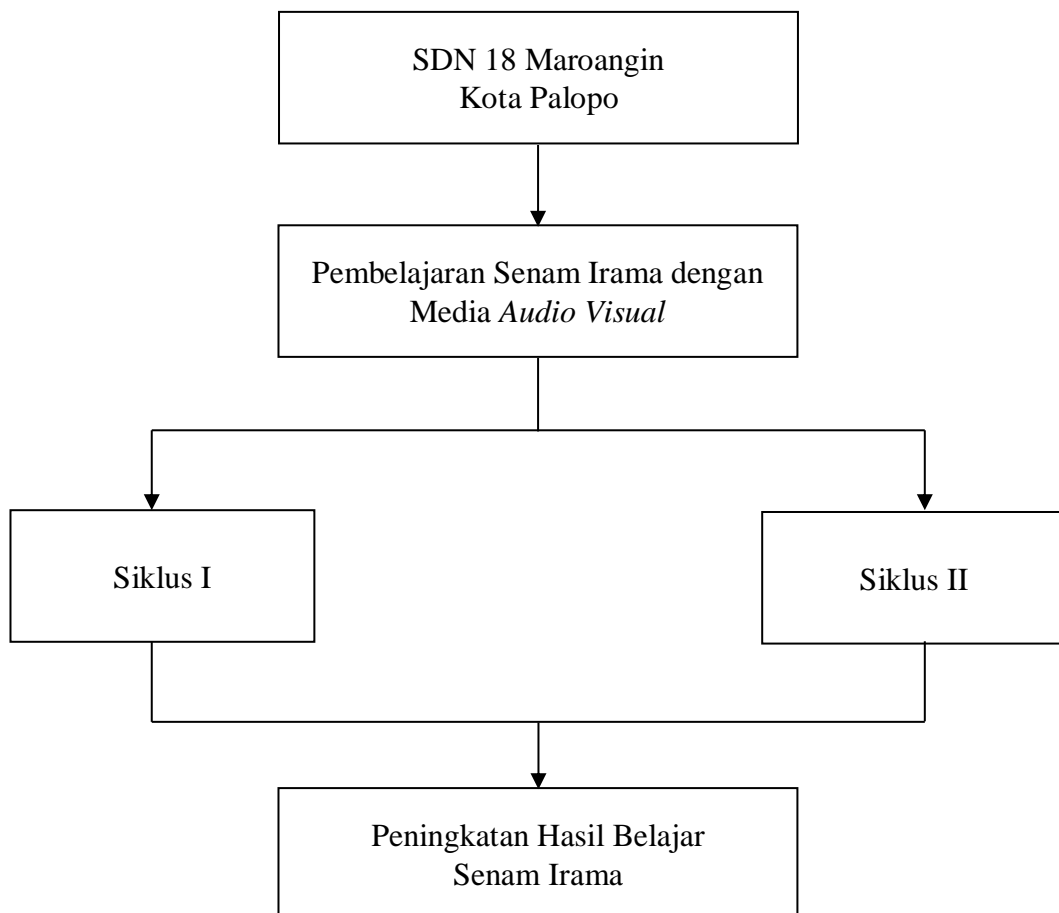 SDN 18 Maroangin
Kota Palopo
Pembelajaran Senam Irama dengan
Media Audio Visual
Siklus I
Siklus II
Peningkatan Hasil Belajar
Senam Irama